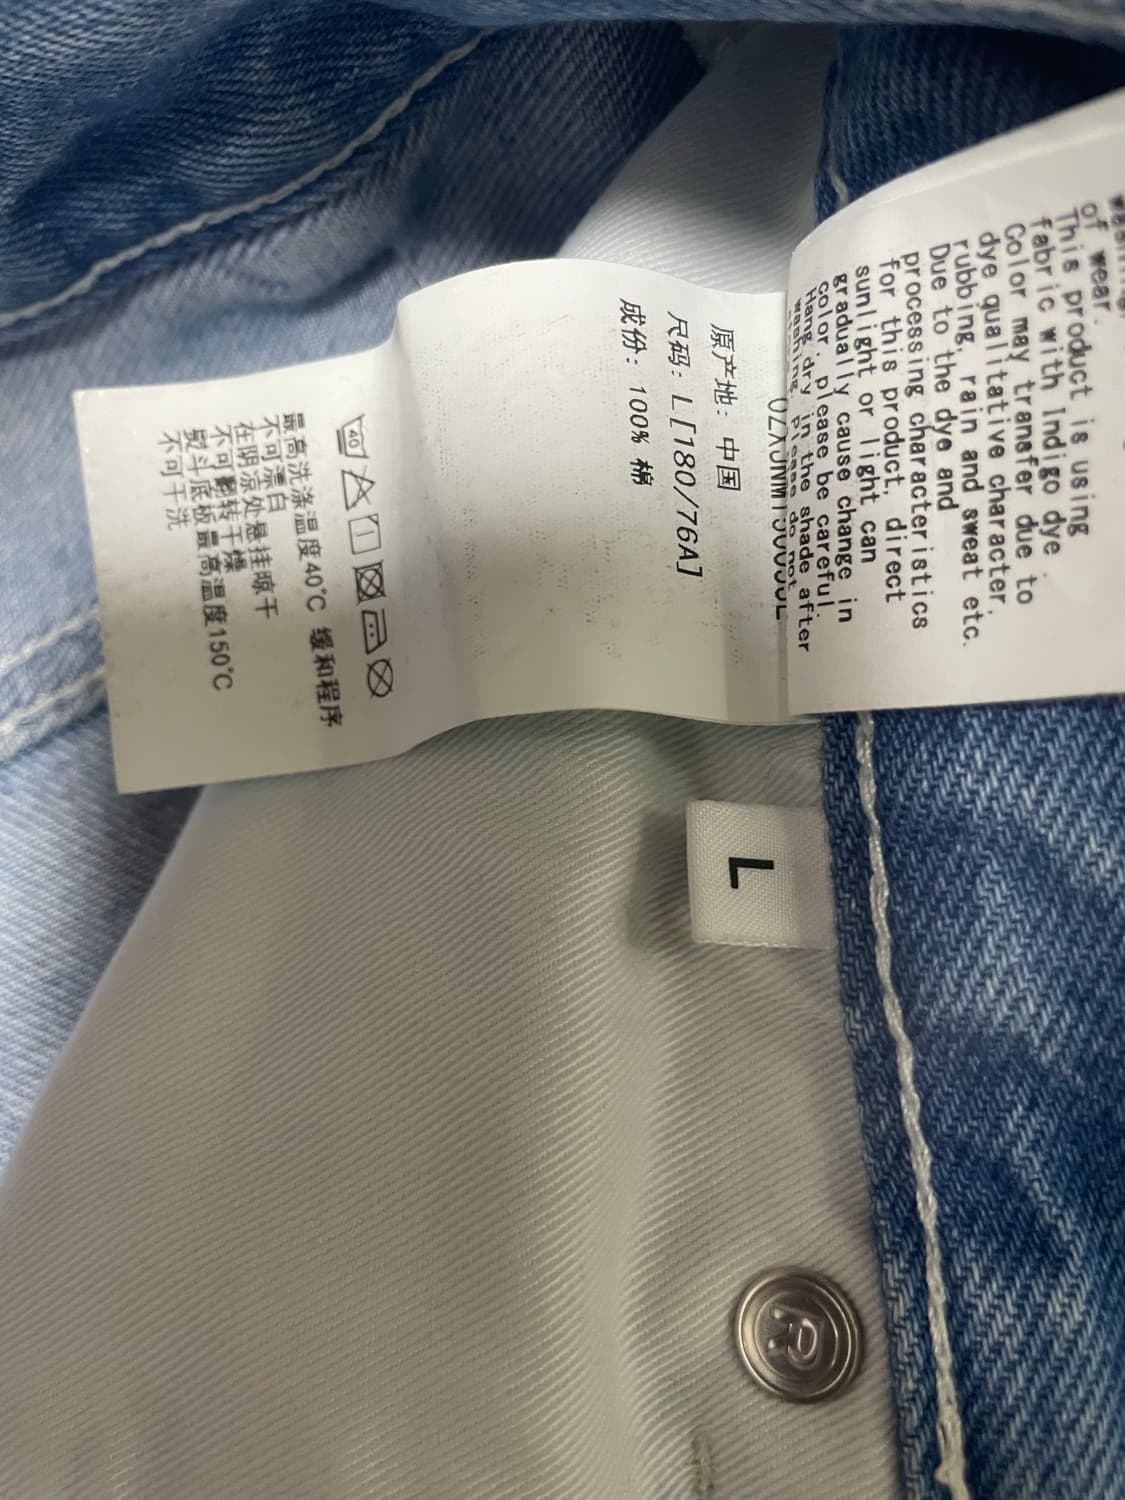 of wear.
This product is using
fabric with Indigo dye
Color may transfer due to
dye qualitative character,
rubbing, rain and sweat etc.
Due to the dye and
processing characteristics
for this product, direct
sunlight or light can
gradually cause change in
color, please be careful.
Hang dry in the shade after
washing, please do not
原产地: 中国
尺码: L[180/76A]
成份: 100% 棉
40
最高洗涤温度40℃ 缓和程序
不可漂白
在阴凉处悬挂晾干
不可翻转干燥
熨斗底板最高温度150℃
不可干洗
L
R